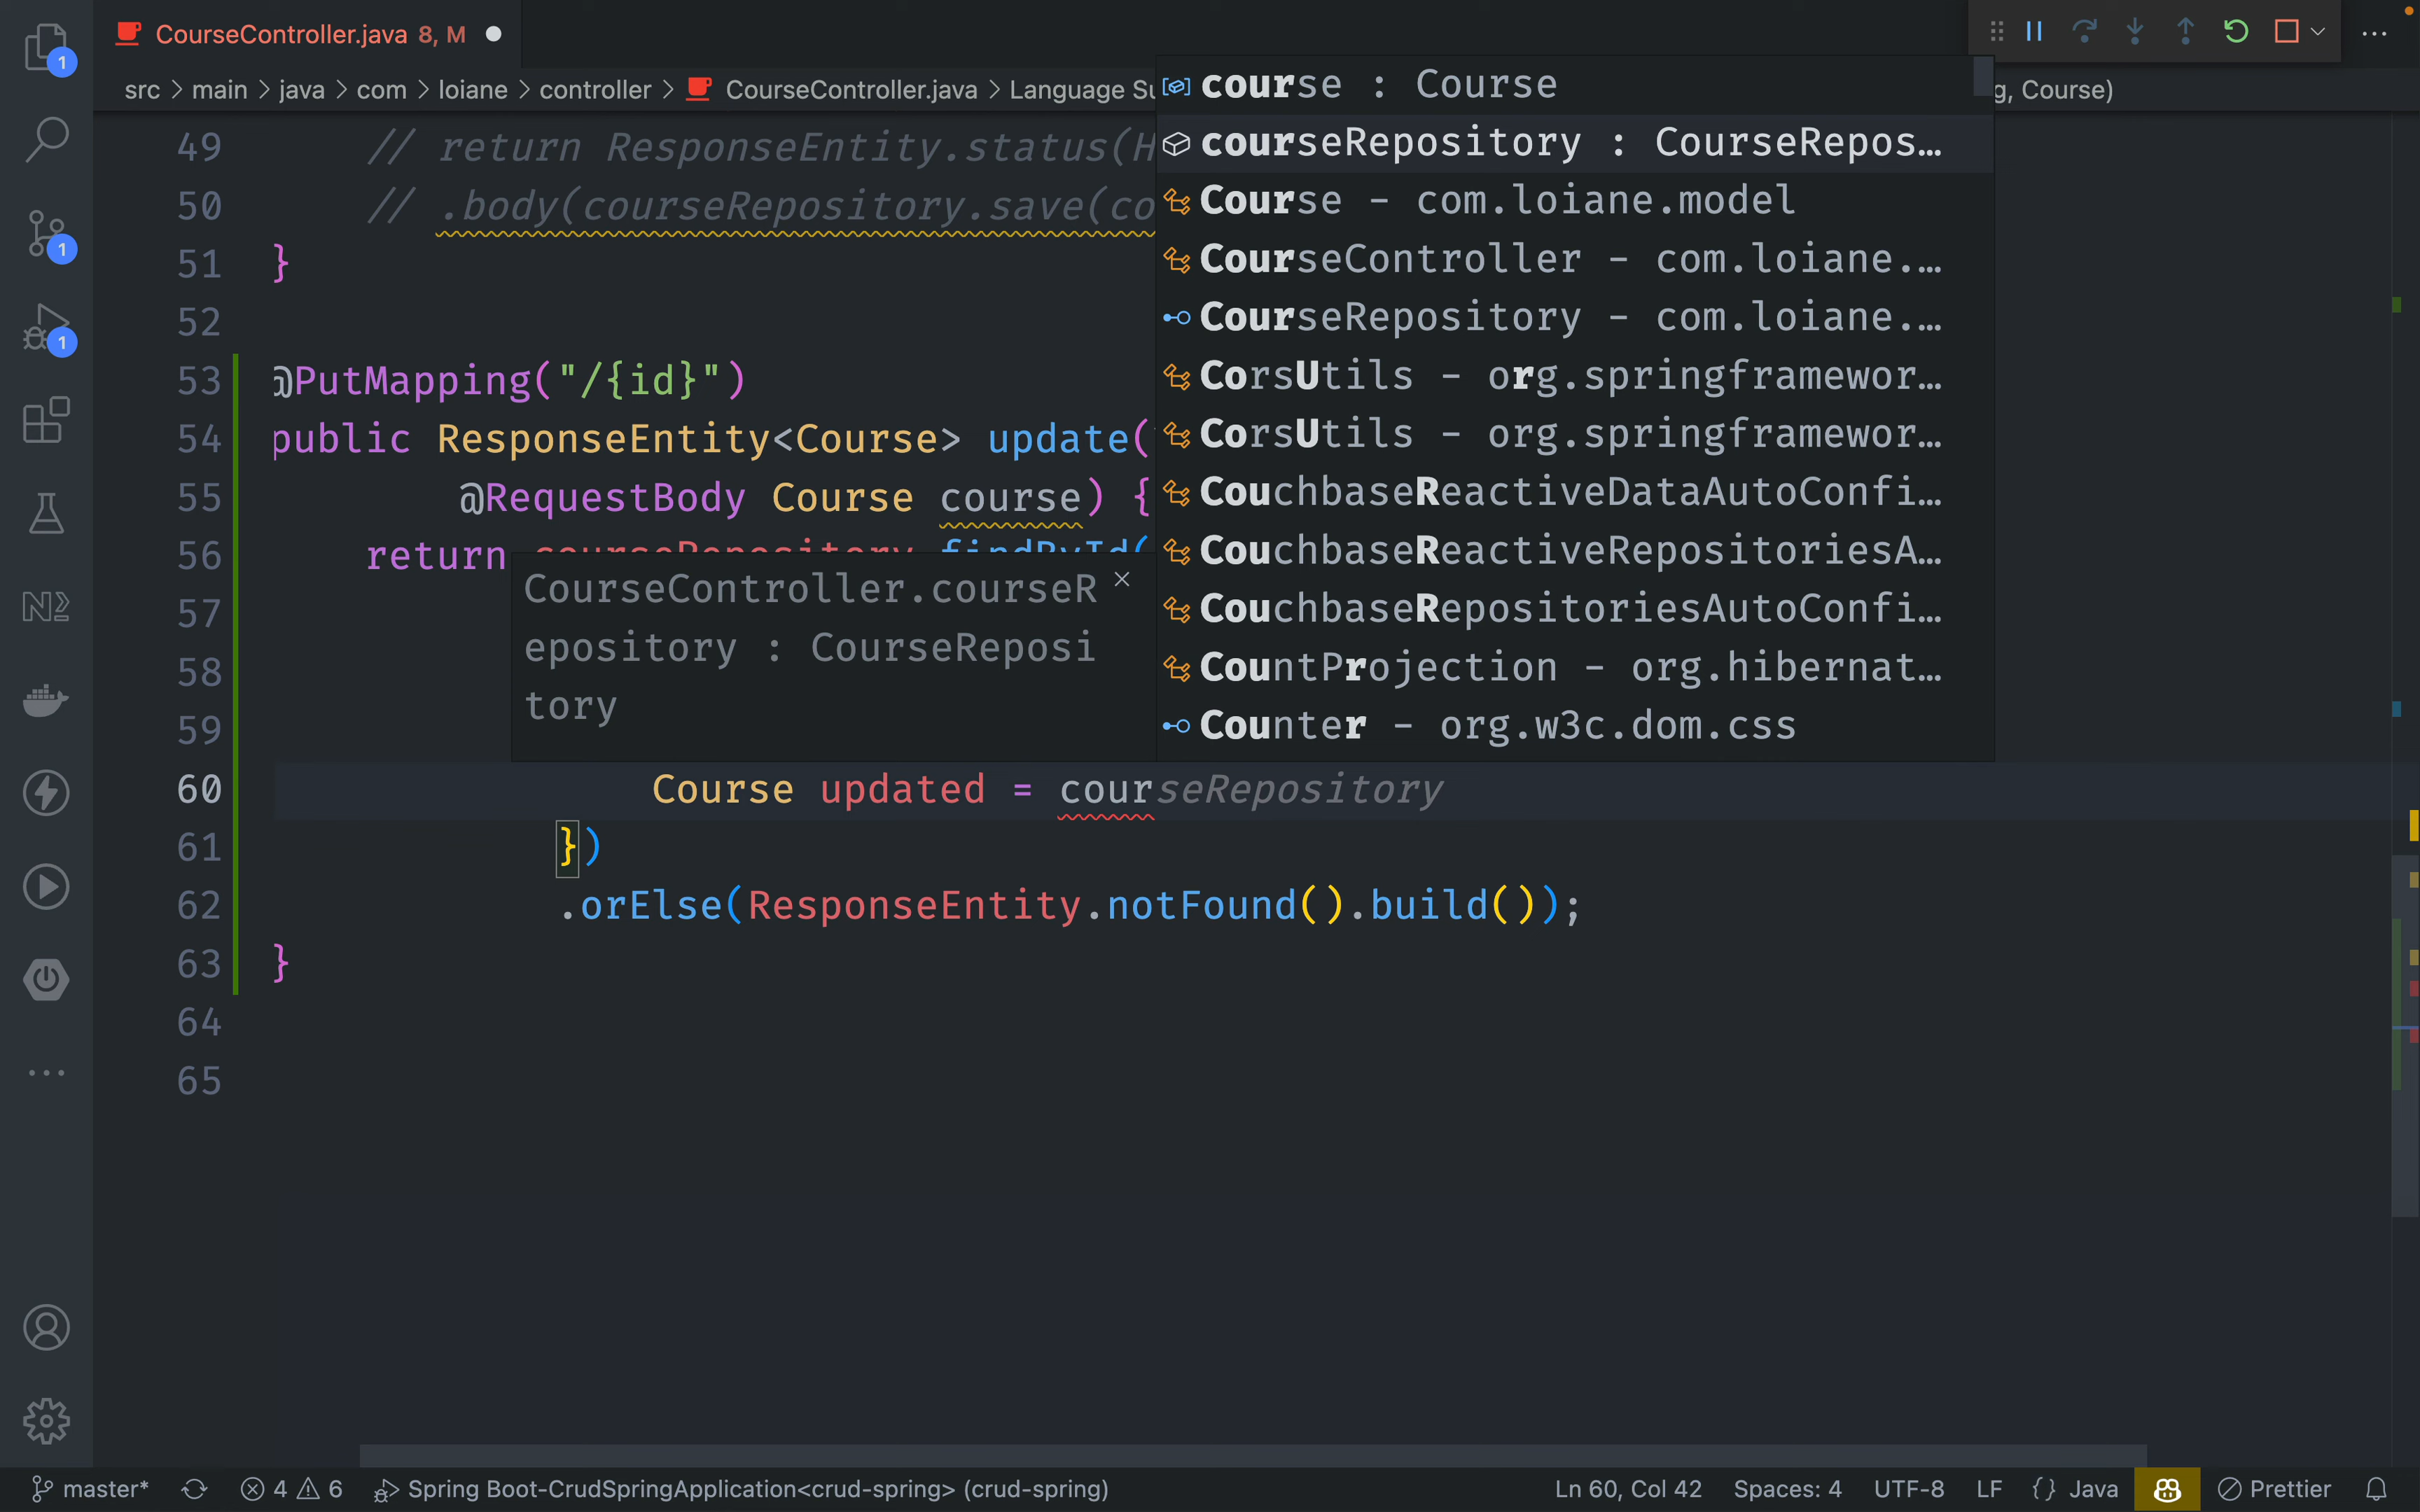 CourseController.java 8, M
src > main > java > com > loiane > controller > CourseController.java > Language Su
g, Course)
49 // return ResponseEntity.status(H
50 // .body(courseRepository.save(co
51 }
52
53 @PutMapping("/{id}")
54 public ResponseEntity<Course> update(
55 @RequestBody Course course) {
56 return courseRepository.findById(
57
58
59
60 Course updated = courseRepository
61 })
62 .orElse(ResponseEntity.notFound().build());
63 }
64
65
course : Course
courseRepository : CourseRepos…
Course - com.loiane.model
CourseController - com.loiane.…
CourseRepository - com.loiane.…
CorsUtils - org.springframewor…
CorsUtils - org.springframewor…
CouchbaseReactiveDataAutoConfi…
CouchbaseReactiveRepositoriesA…
CouchbaseRepositoriesAutoConfi…
CountProjection - org.hibernat…
Counter - org.w3c.dom.css
CourseController.courseR
epository : CourseReposi
tory
1
1
1
master* 4 6 Spring Boot-CrudSpringApplication<crud-spring> (crud-spring)
Ln 60, Col 42 Spaces: 4 UTF-8 LF {} Java Prettier